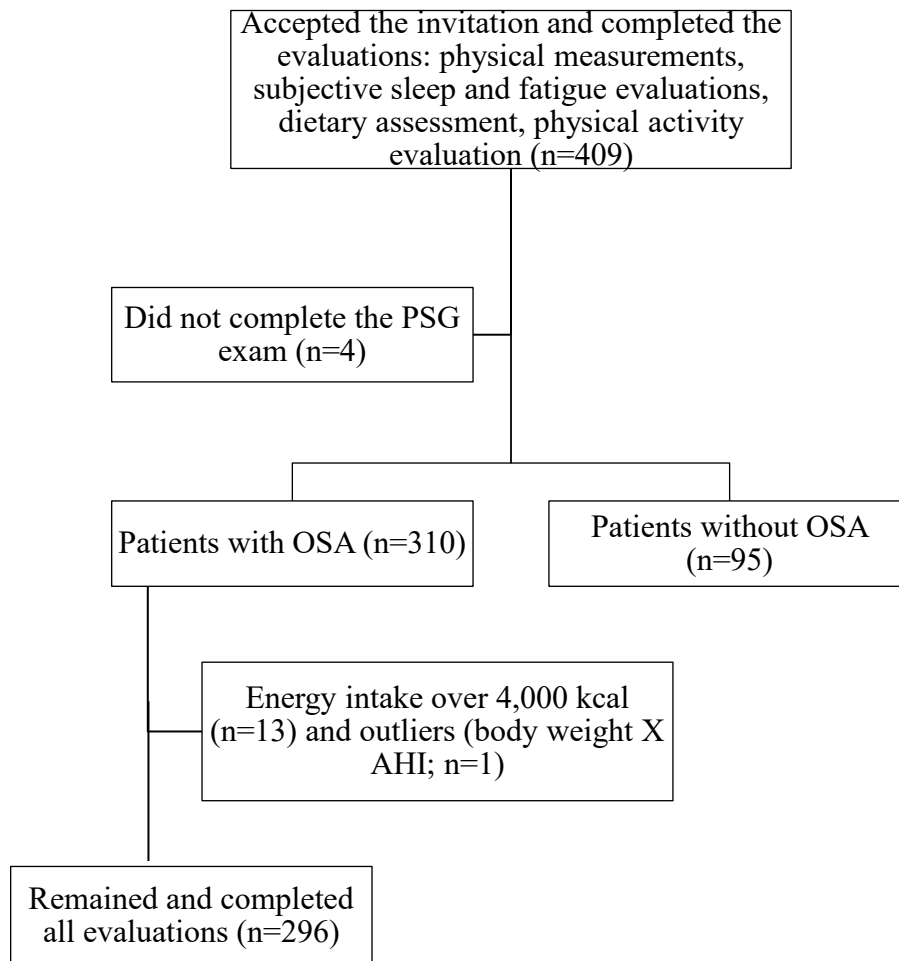 Accepted the invitation and completed
the evaluations: physical measurements,
subjective sleep and fatigue evaluations,
dietary assessment, physical activity
evaluation (n=409)
Did not complete the PSG
exam (n=4)
Patients with OSA (n=310)
Patients without OSA
(n=95)
Energy intake over 4,000 kcal
(n=13) and outliers (body weight X
AHI; n=1)
Remained and completed
all evaluations (n=296)